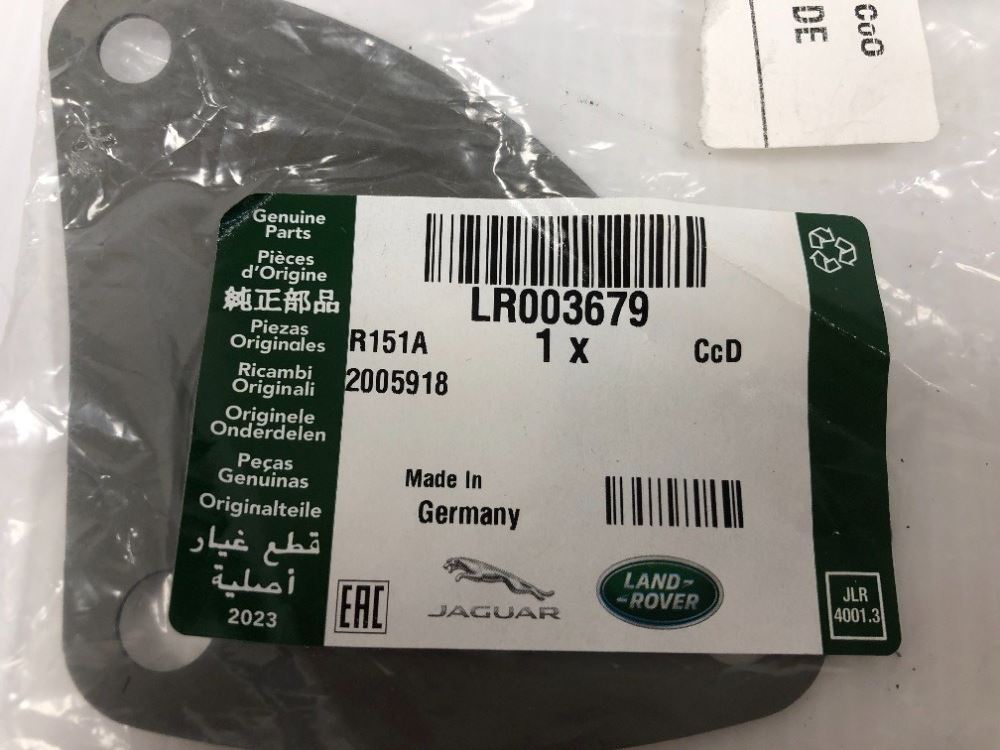 CoO
DE
Genuine
Parts
Pièces
d'Origine
純正部品
Piezas
Originales
Ricambi
Originali
Originele
Onderdelen
Peças
Genuínas
Originalteile
قطع غيار
أصلية
2023
LR003679
R151A
1 x
CcD
2005918
Made In
Germany
EAC
JAGUAR
LAND-
-ROVER
JLR
4001.3